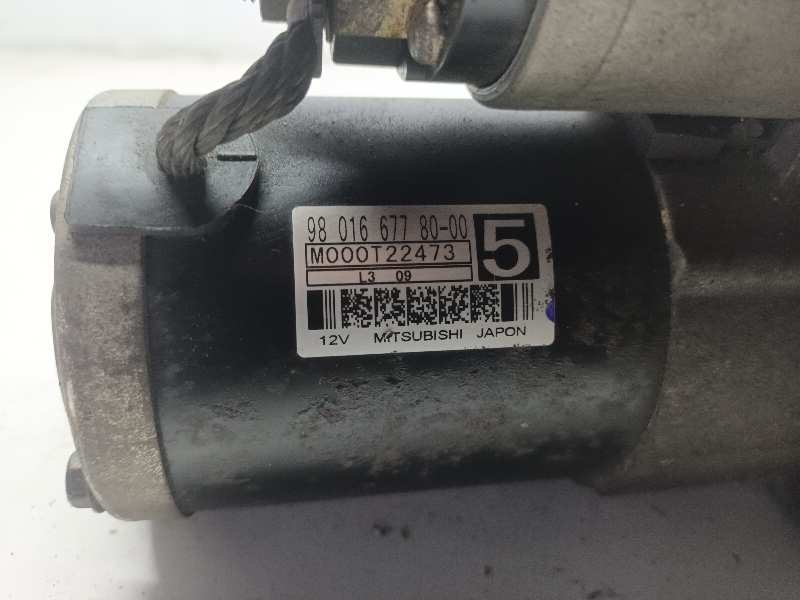 98 016 677 80-00
M000T22473
5
L3 09
12V MITSUBISHI JAPON